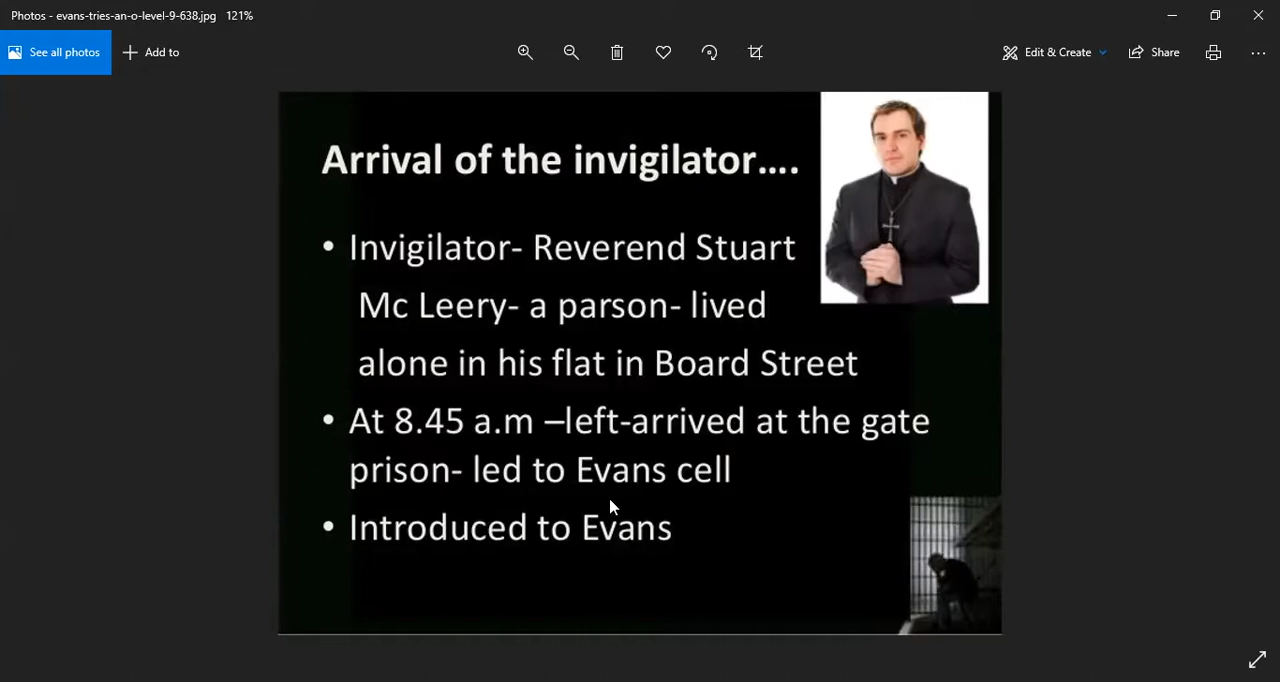 Photos - evans-tries-an-o-level-9-638.jpg 121%
See all photos
Add to
Edit & Create
Share
Arrival of the invigilator....
• Invigilator- Reverend Stuart
Mc Leery- a parson- lived
alone in his flat in Board Street
• At 8.45 a.m –left-arrived at the gate
prison- led to Evans cell
• Introduced to Evans